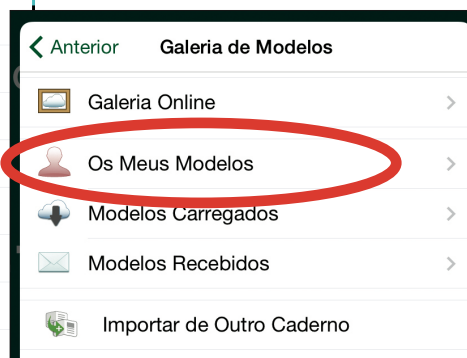 Anterior Galeria de Modelos
Galeria Online
Os Meus Modelos
Modelos Carregados
Modelos Recebidos
Importar de Outro Caderno